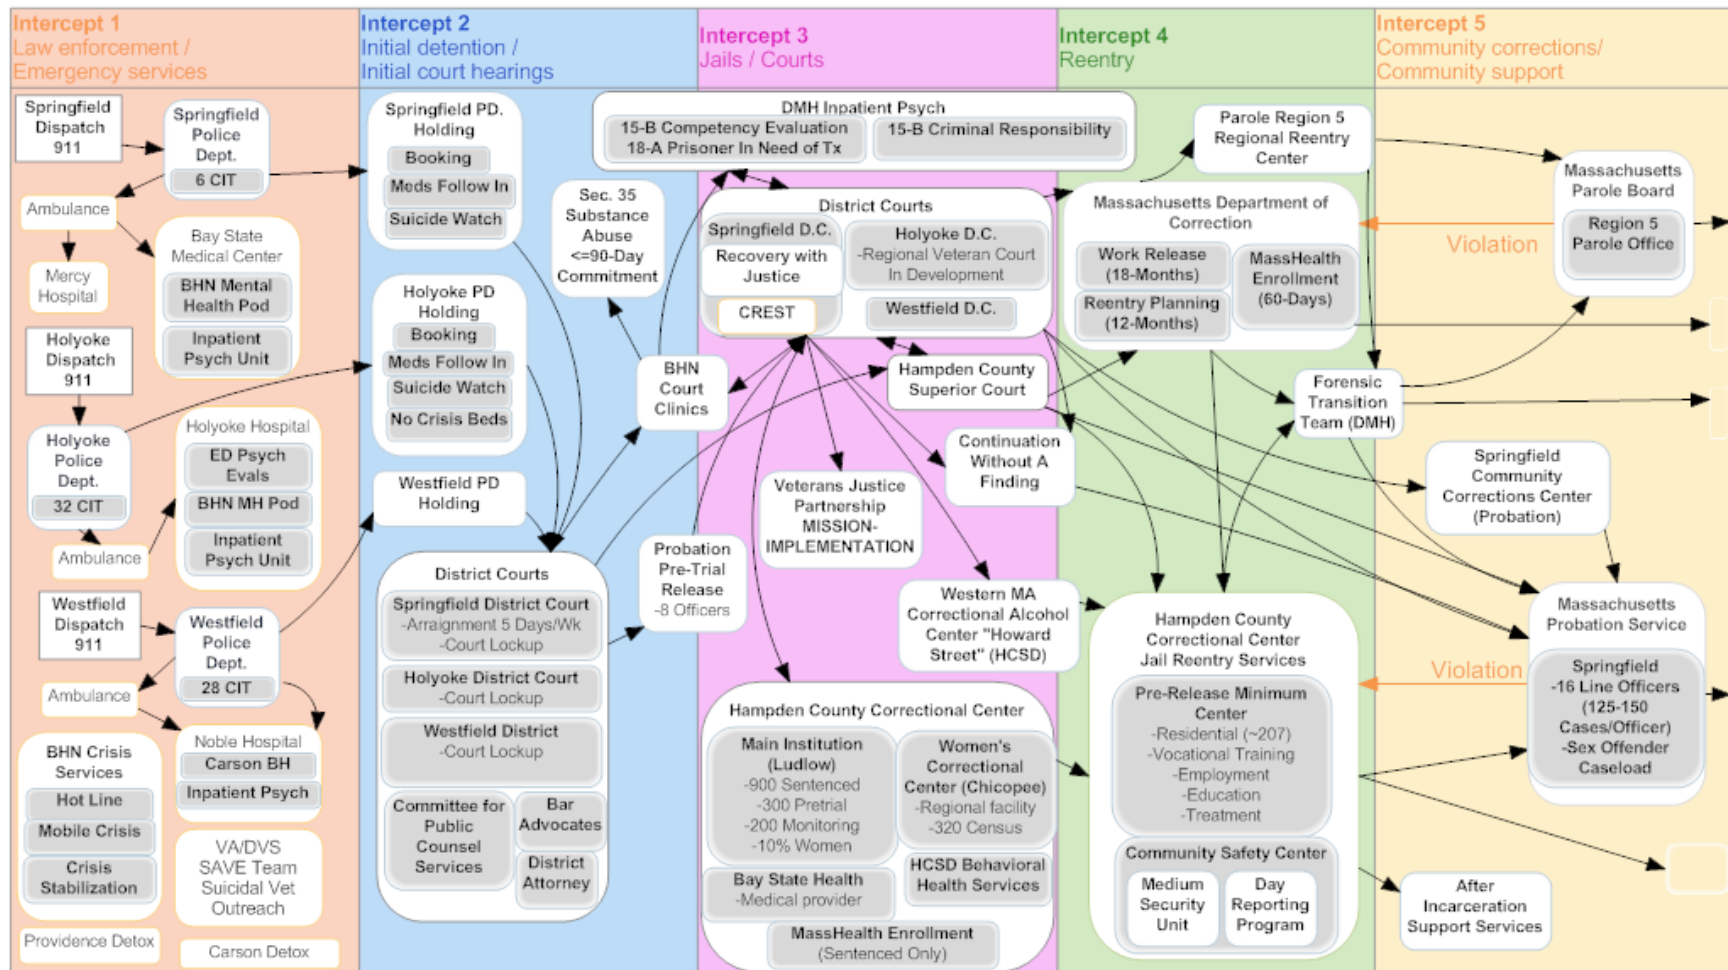 Intercept 1
Law enforcement /
Emergency services
Springfield
Dispatch
911
Springfield
Police
Dept.
6 CIT
Ambulance
Mercy
Hospital
Bay State
Medical Center
BHN Mental
Health Pod
Inpatient
Psych Unit
Holyoke
Dispatch
911
Holyoke
Police
Dept.
32 CIT
Ambulance
Holyoke Hospital
ED Psych
Evals
BHN MH Pod
Inpatient
Psych Unit
Westfield
Dispatch
911
Westfield
Police
Dept.
28 CIT
Ambulance
Noble Hospital
Carson BH
Inpatient Psych
BHN Crisis
Services
Hot Line
Mobile Crisis
Crisis
Stabilization
VA/DVS
SAVE Team
Suicidal Vet
Outreach
Providence Detox
Carson Detox
Intercept 2
Initial detention /
Initial court hearings
Springfield PD.
Holding
Booking
Meds Follow In
Suicide Watch
Holyoke PD
Holding
Booking
Meds Follow In
Suicide Watch
No Crisis Beds
Westfield PD
Holding
Sec. 35
Substance
Abuse
<=90-Day
Commitment
BHN
Court
Clinics
District Courts
Springfield District Court
-Arraignment 5 Days/Wk
-Court Lockup
Holyoke District Court
-Court Lockup
Westfield District
-Court Lockup
Committee for
Public
Counsel
Services
Bar
Advocates
District
Attorney
Probation
Pre-Trial
Release
-8 Officers
Intercept 3
Jails / Courts
DMH Inpatient Psych
15-B Competency Evaluation
18-A Prisoner In Need of Tx
15-B Criminal Responsibility
District Courts
Springfield D.C.
Recovery with
Justice
CREST
Holyoke D.C.
-Regional Veteran Court
In Development
Westfield D.C.
Hampden County
Superior Court
Continuation
Without A
Finding
Veterans Justice
Partnership
MISSION-
IMPLEMENTATION
Western MA
Correctional Alcohol
Center "Howard
Street" (HCSD)
Hampden County Correctional Center
Main Institution
(Ludlow)
-900 Sentenced
-300 Pretrial
-200 Monitoring
-10% Women
Women's
Correctional
Center (Chicopee)
-Regional facility
-320 Census
Bay State Health
-Medical provider
HCSD Behavioral
Health Services
MassHealth Enrollment
(Sentenced Only)
Intercept 4
Reentry
Parole Region 5
Regional Reentry
Center
Massachusetts Department of
Correction
Work Release
(18-Months)
Reentry Planning
(12-Months)
MassHealth
Enrollment
(60-Days)
Forensic
Transition
Team (DMH)
Hampden County
Correctional Center
Jail Reentry Services
Pre-Release Minimum
Center
-Residential (~207)
-Vocational Training
-Employment
-Education
-Treatment
Community Safety Center
Medium
Security
Unit
Day
Reporting
Program
Intercept 5
Community corrections/
Community support
Massachusetts
Parole Board
Region 5
Parole Office
Violation
Springfield
Community
Corrections Center
(Probation)
Massachusetts
Probation Service
Springfield
-16 Line Officers
(125-150
Cases/Officer)
-Sex Offender
Caseload
Violation
After
Incarceration
Support Services